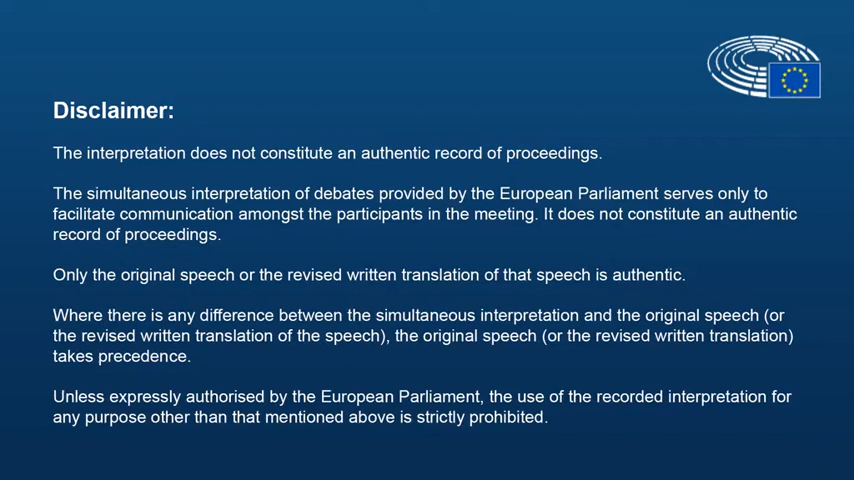 Disclaimer:
The interpretation does not constitute an authentic record of proceedings.
The simultaneous interpretation of debates provided by the European Parliament serves only to
facilitate communication amongst the participants in the meeting. It does not constitute an authentic
record of proceedings.
Only the original speech or the revised written translation of that speech is authentic.
Where there is any difference between the simultaneous interpretation and the original speech (or
the revised written translation of the speech), the original speech (or the revised written translation)
takes precedence.
Unless expressly authorised by the European Parliament, the use of the recorded interpretation for
any purpose other than that mentioned above is strictly prohibited.